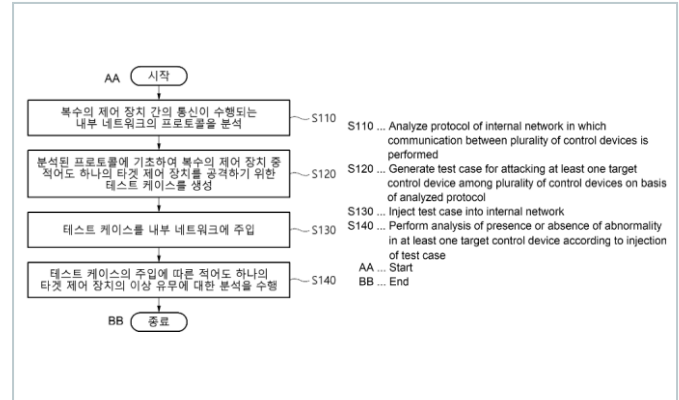 AA 시작
복수의 제어 장치 간의 통신이 수행되는
내부 네트워크의 프로토콜을 분석
S110
분석된 프로토콜에 기초하여 복수의 제어 장치 중
적어도 하나의 타겟 제어 장치를 공격하기 위한
테스트 케이스를 생성
S120
테스트 케이스를 내부 네트워크에 주입
S130
테스트 케이스의 주입에 따른 적어도 하나의
타겟 제어 장치의 이상 유무에 대한 분석을 수행
S140
BB 종료
S110 ... Analyze protocol of internal network in which
communication between plurality of control devices is
performed
S120 ... Generate test case for attacking at least one target
control device among plurality of control devices on basis
of analyzed protocol
S130 ... Inject test case into internal network
S140 ... Perform analysis of presence or absence of abnormality
in at least one target control device according to injection
of test case
AA ... Start
BB ... End